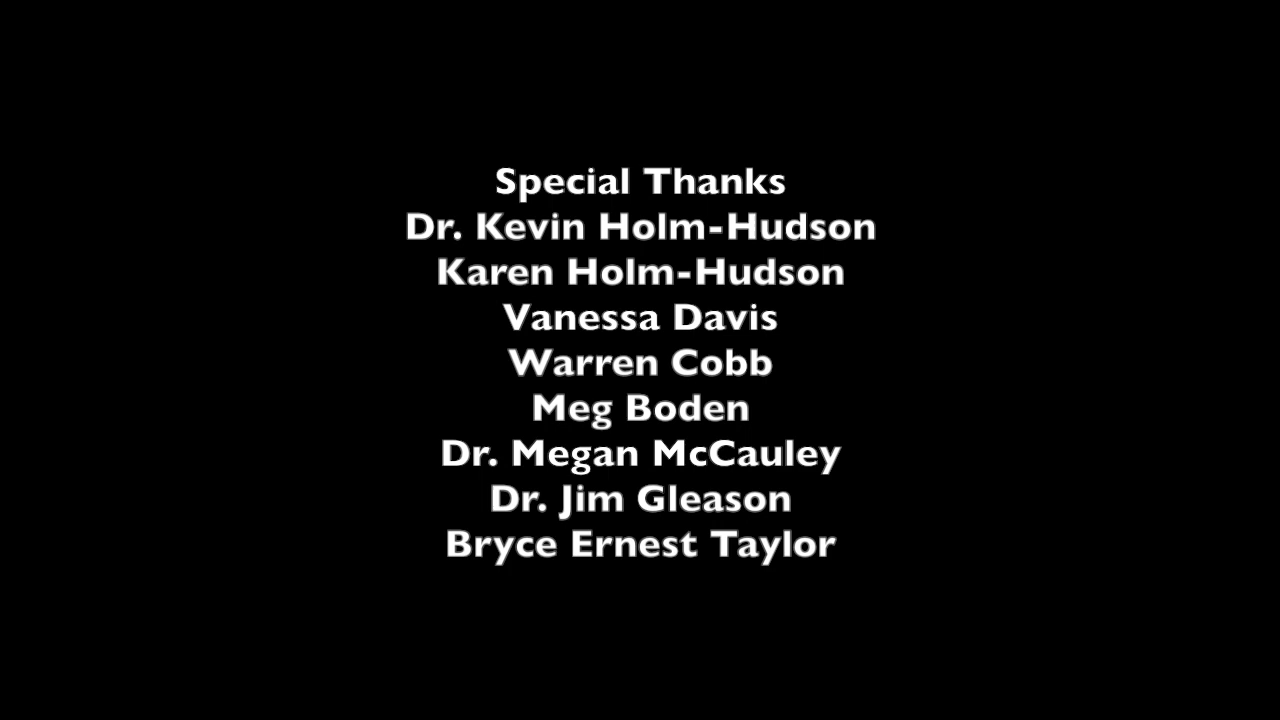 Special Thanks
Dr. Kevin Holm-Hudson
Karen Holm-Hudson
Vanessa Davis
Warren Cobb
Meg Boden
Dr. Megan McCauley
Dr. Jim Gleason
Bryce Ernest Taylor